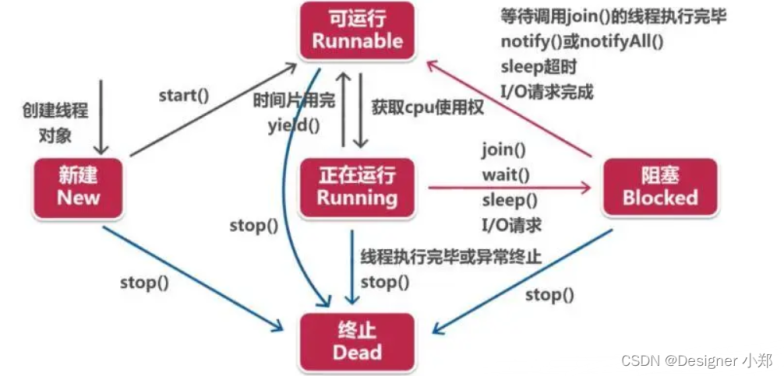 可运行
Runnable
等待调用join()的线程执行完毕
notify()或notifyAll()
sleep超时
I/O请求完成
创建线程
对象
start()
时间片用完
yield()
获取cpu使用权
新建
New
正在运行
Running
join()
wait()
sleep()
I/O请求
阻塞
Blocked
stop()
stop()
线程执行完毕或异常终止
stop()
stop()
终止
Dead
CSDN @Designer 小郑